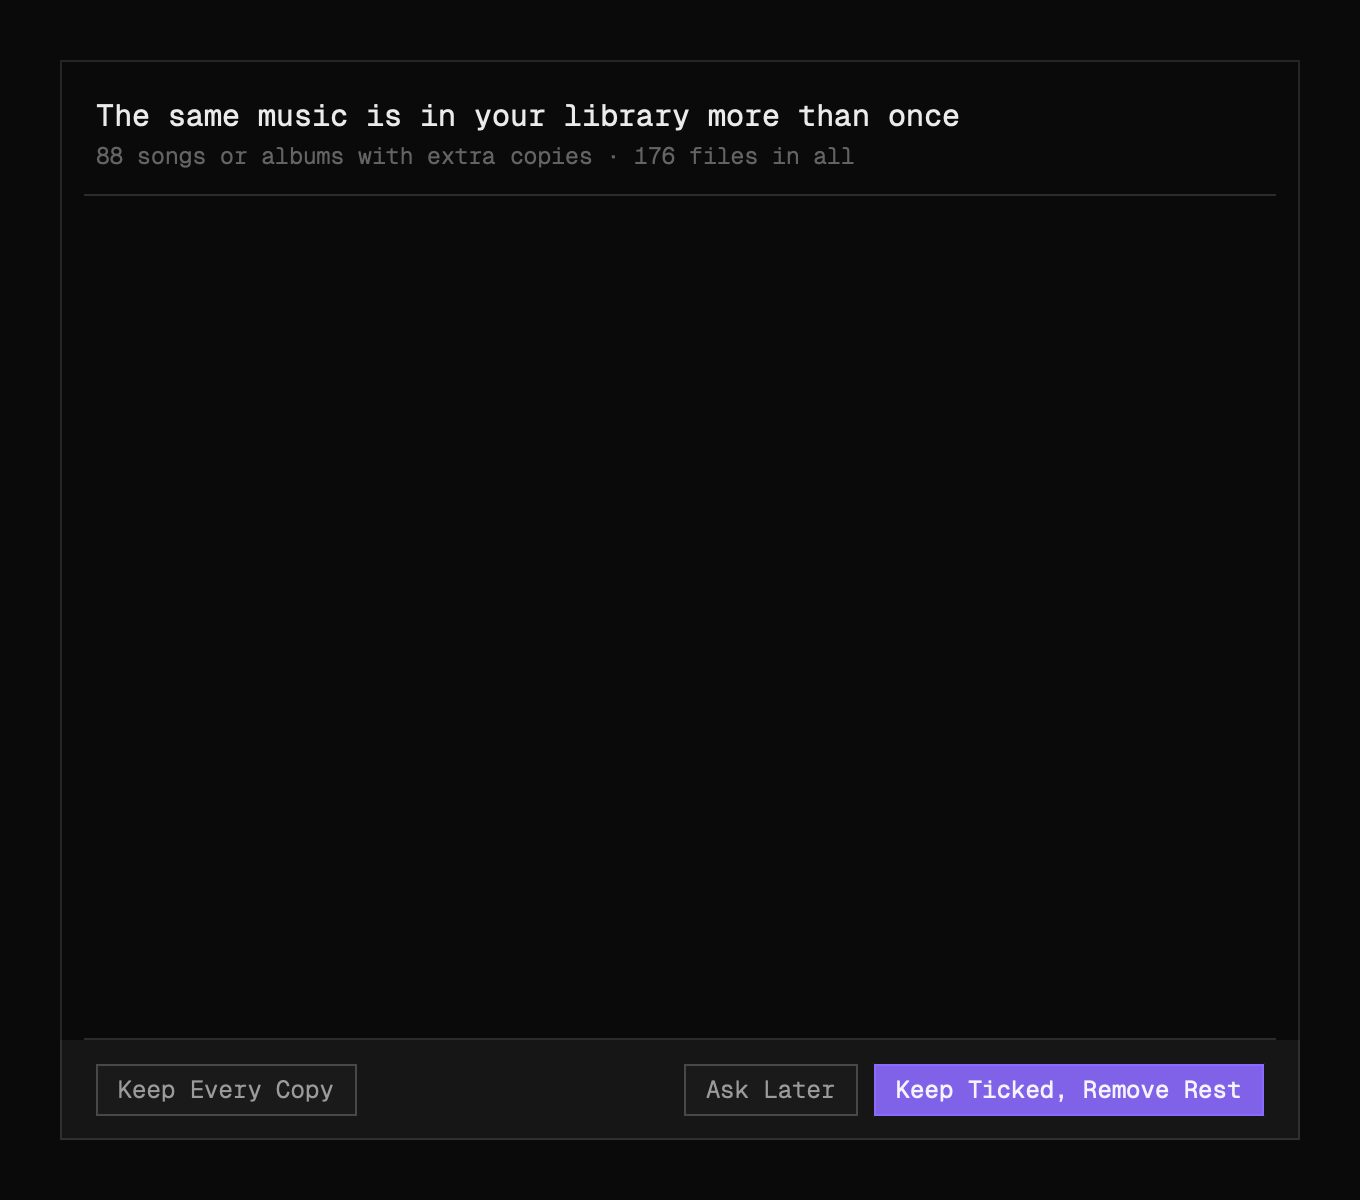 The same music is in your library more than once
88 songs or albums with extra copies · 176 files in all
Keep Every Copy
Ask Later
Keep Ticked, Remove Rest